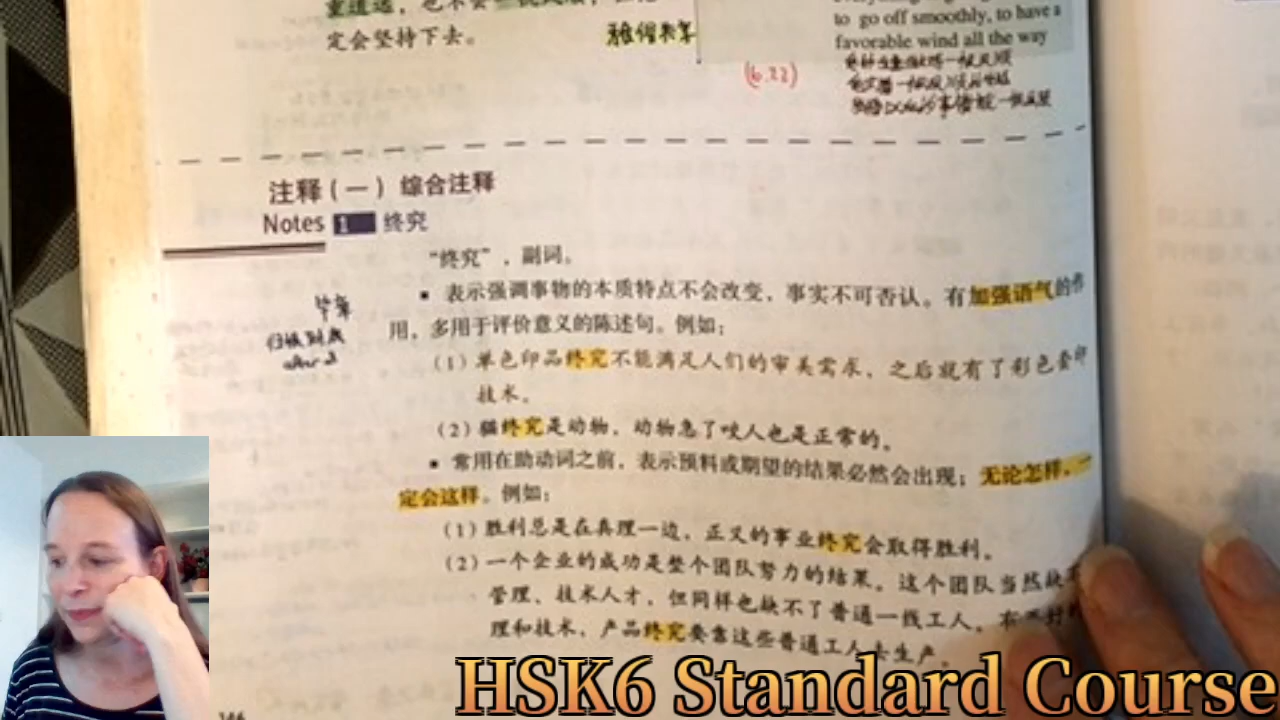 定会坚持下去。
to go off smoothly, to have a
favorable wind all the way
(6.22)
注释(一) 综合注释
Notes 1 终究
“终究”，副词。
▪ 表示强调事物的本质特点不会改变，事实不可否认。有加强语气的作
用，多用于评价意义的陈述句。例如：
(1) 单色印品终究不能满足人们的审美需求，之后就有了彩色套印
技术。
(2) 猫终究是动物，动物急了咬人也是正常的。
▪ 常用在助动词之前，表示预料或期望的结果必然会出现；无论怎样，一
定会这样。例如：
(1) 胜利总是在真理一边，正义的事业终究会取得胜利。
(2) 一个企业的成功是整个团队努力的结果。这个团队当然缺不
管理、技术人才，但同样也缺不了普通一线工人，有再好的
理和技术，产品终究要靠这些普通工人去生产。
146
HSK6 Standard Course